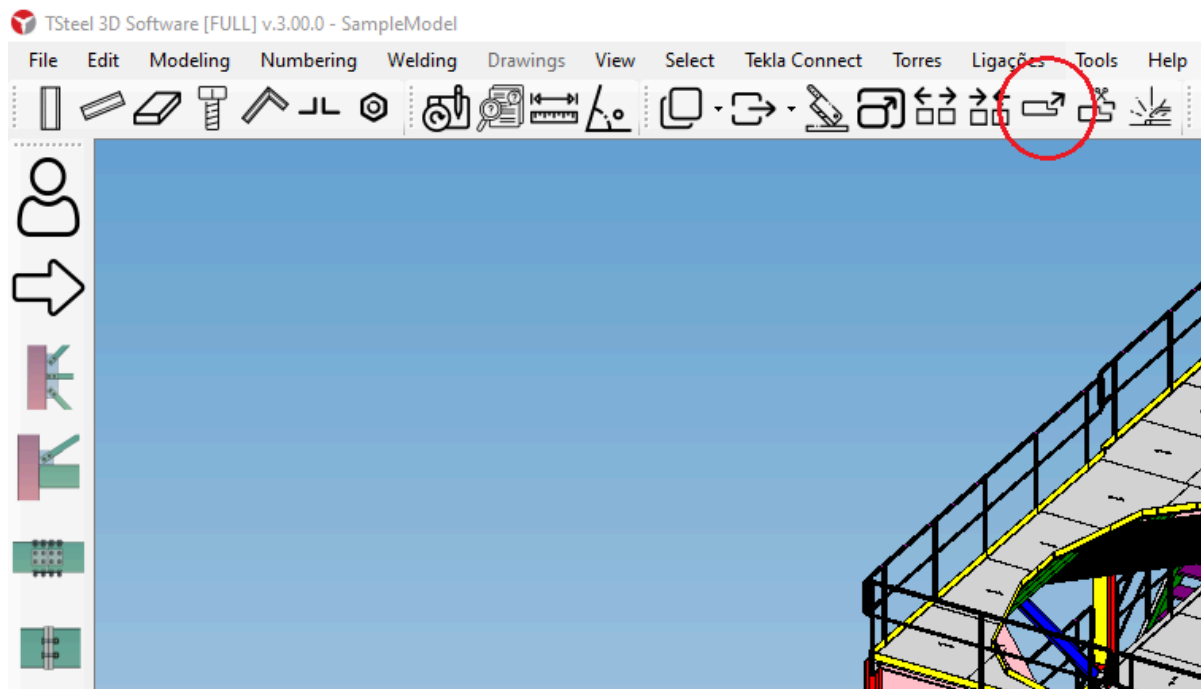 TSteel 3D Software [FULL] v.3.00.0 - SampleModel
File Edit Modeling Numbering Welding Drawings View Select Tekla Connect Torres Ligações Tools Help